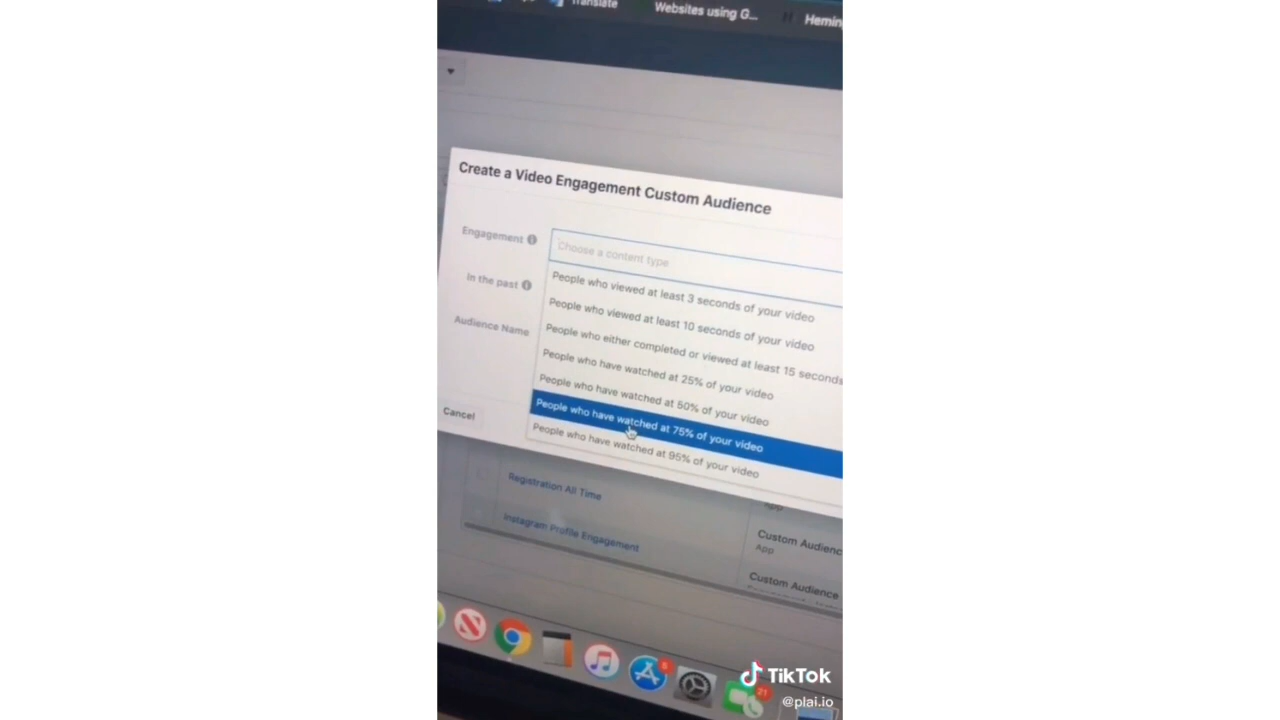 Translate
Websites using G...
Heming
Create a Video Engagement Custom Audience
Engagement
Choose a content type
In the past
People who viewed at least 3 seconds of your video
People who viewed at least 10 seconds of your video
Audience Name
People who either completed or viewed at least 15 seconds
People who have watched at 25% of your video
People who have watched at 50% of your video
People who have watched at 75% of your video
People who have watched at 95% of your video
Cancel
Registration All Time
App
Instagram Profile Engagement
Custom Audienc
App
Custom Audience
6
21
TikTok
@plai.io